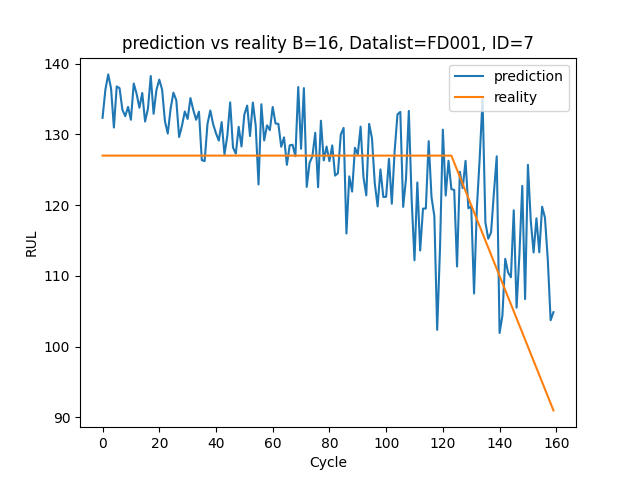 prediction vs reality B=16, Datalist=FD001, ID=7
prediction
reality
140
130
120
110
100
90
RUL
0 20 40 60 80 100 120 140 160
Cycle